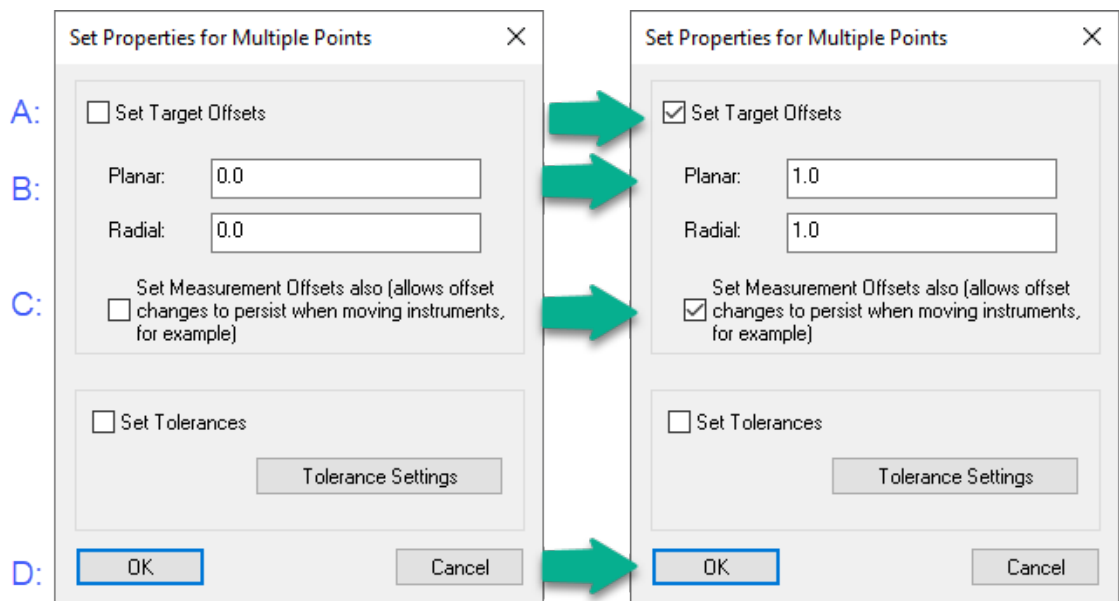 Set Properties for Multiple Points
A:
Set Target Offsets
B:
Planar: 0.0
Radial: 0.0
C:
Set Measurement Offsets also (allows offset
changes to persist when moving instruments,
for example)
Set Tolerances
Tolerance Settings
D:
OK Cancel
Set Properties for Multiple Points
Set Target Offsets
Planar: 1.0
Radial: 1.0
Set Measurement Offsets also (allows offset
changes to persist when moving instruments,
for example)
Set Tolerances
Tolerance Settings
OK Cancel